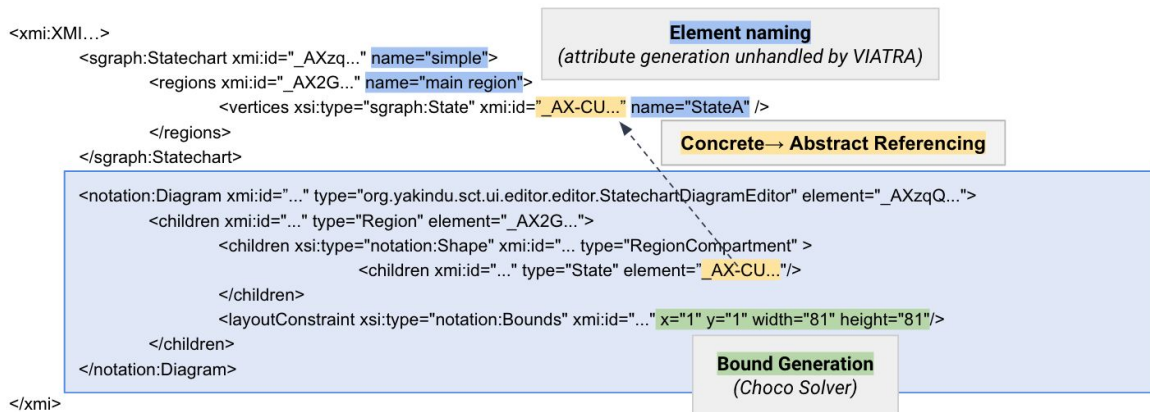 <xmi:XMI…>
Element naming
(attribute generation unhandled by VIATRA)
<sgraph:Statechart xmi:id="_AXzq..." name="simple">
<regions xmi:id="_AX2G..." name="main region">
<vertices xsi:type="sgraph:State" xmi:id="_AX-CU..." name="StateA" />
</regions>
Concrete→ Abstract Referencing
</sgraph:Statechart>
<notation:Diagram xmi:id="..." type="org.yakindu.sct.ui.editor.editor.StatechartDiagramEditor" element="_AXzqQ...">
<children xmi:id="..." type="Region" element="_AX2G...">
<children xsi:type="notation:Shape" xmi:id="... type="RegionCompartment" >
<children xmi:id="..." type="State" element="_AX-CU..."/>
</children>
<layoutConstraint xsi:type="notation:Bounds" xmi:id="..." x="1" y="1" width="81" height="81"/>
</children>
</notation:Diagram>
Bound Generation
(Choco Solver)
</xmi>